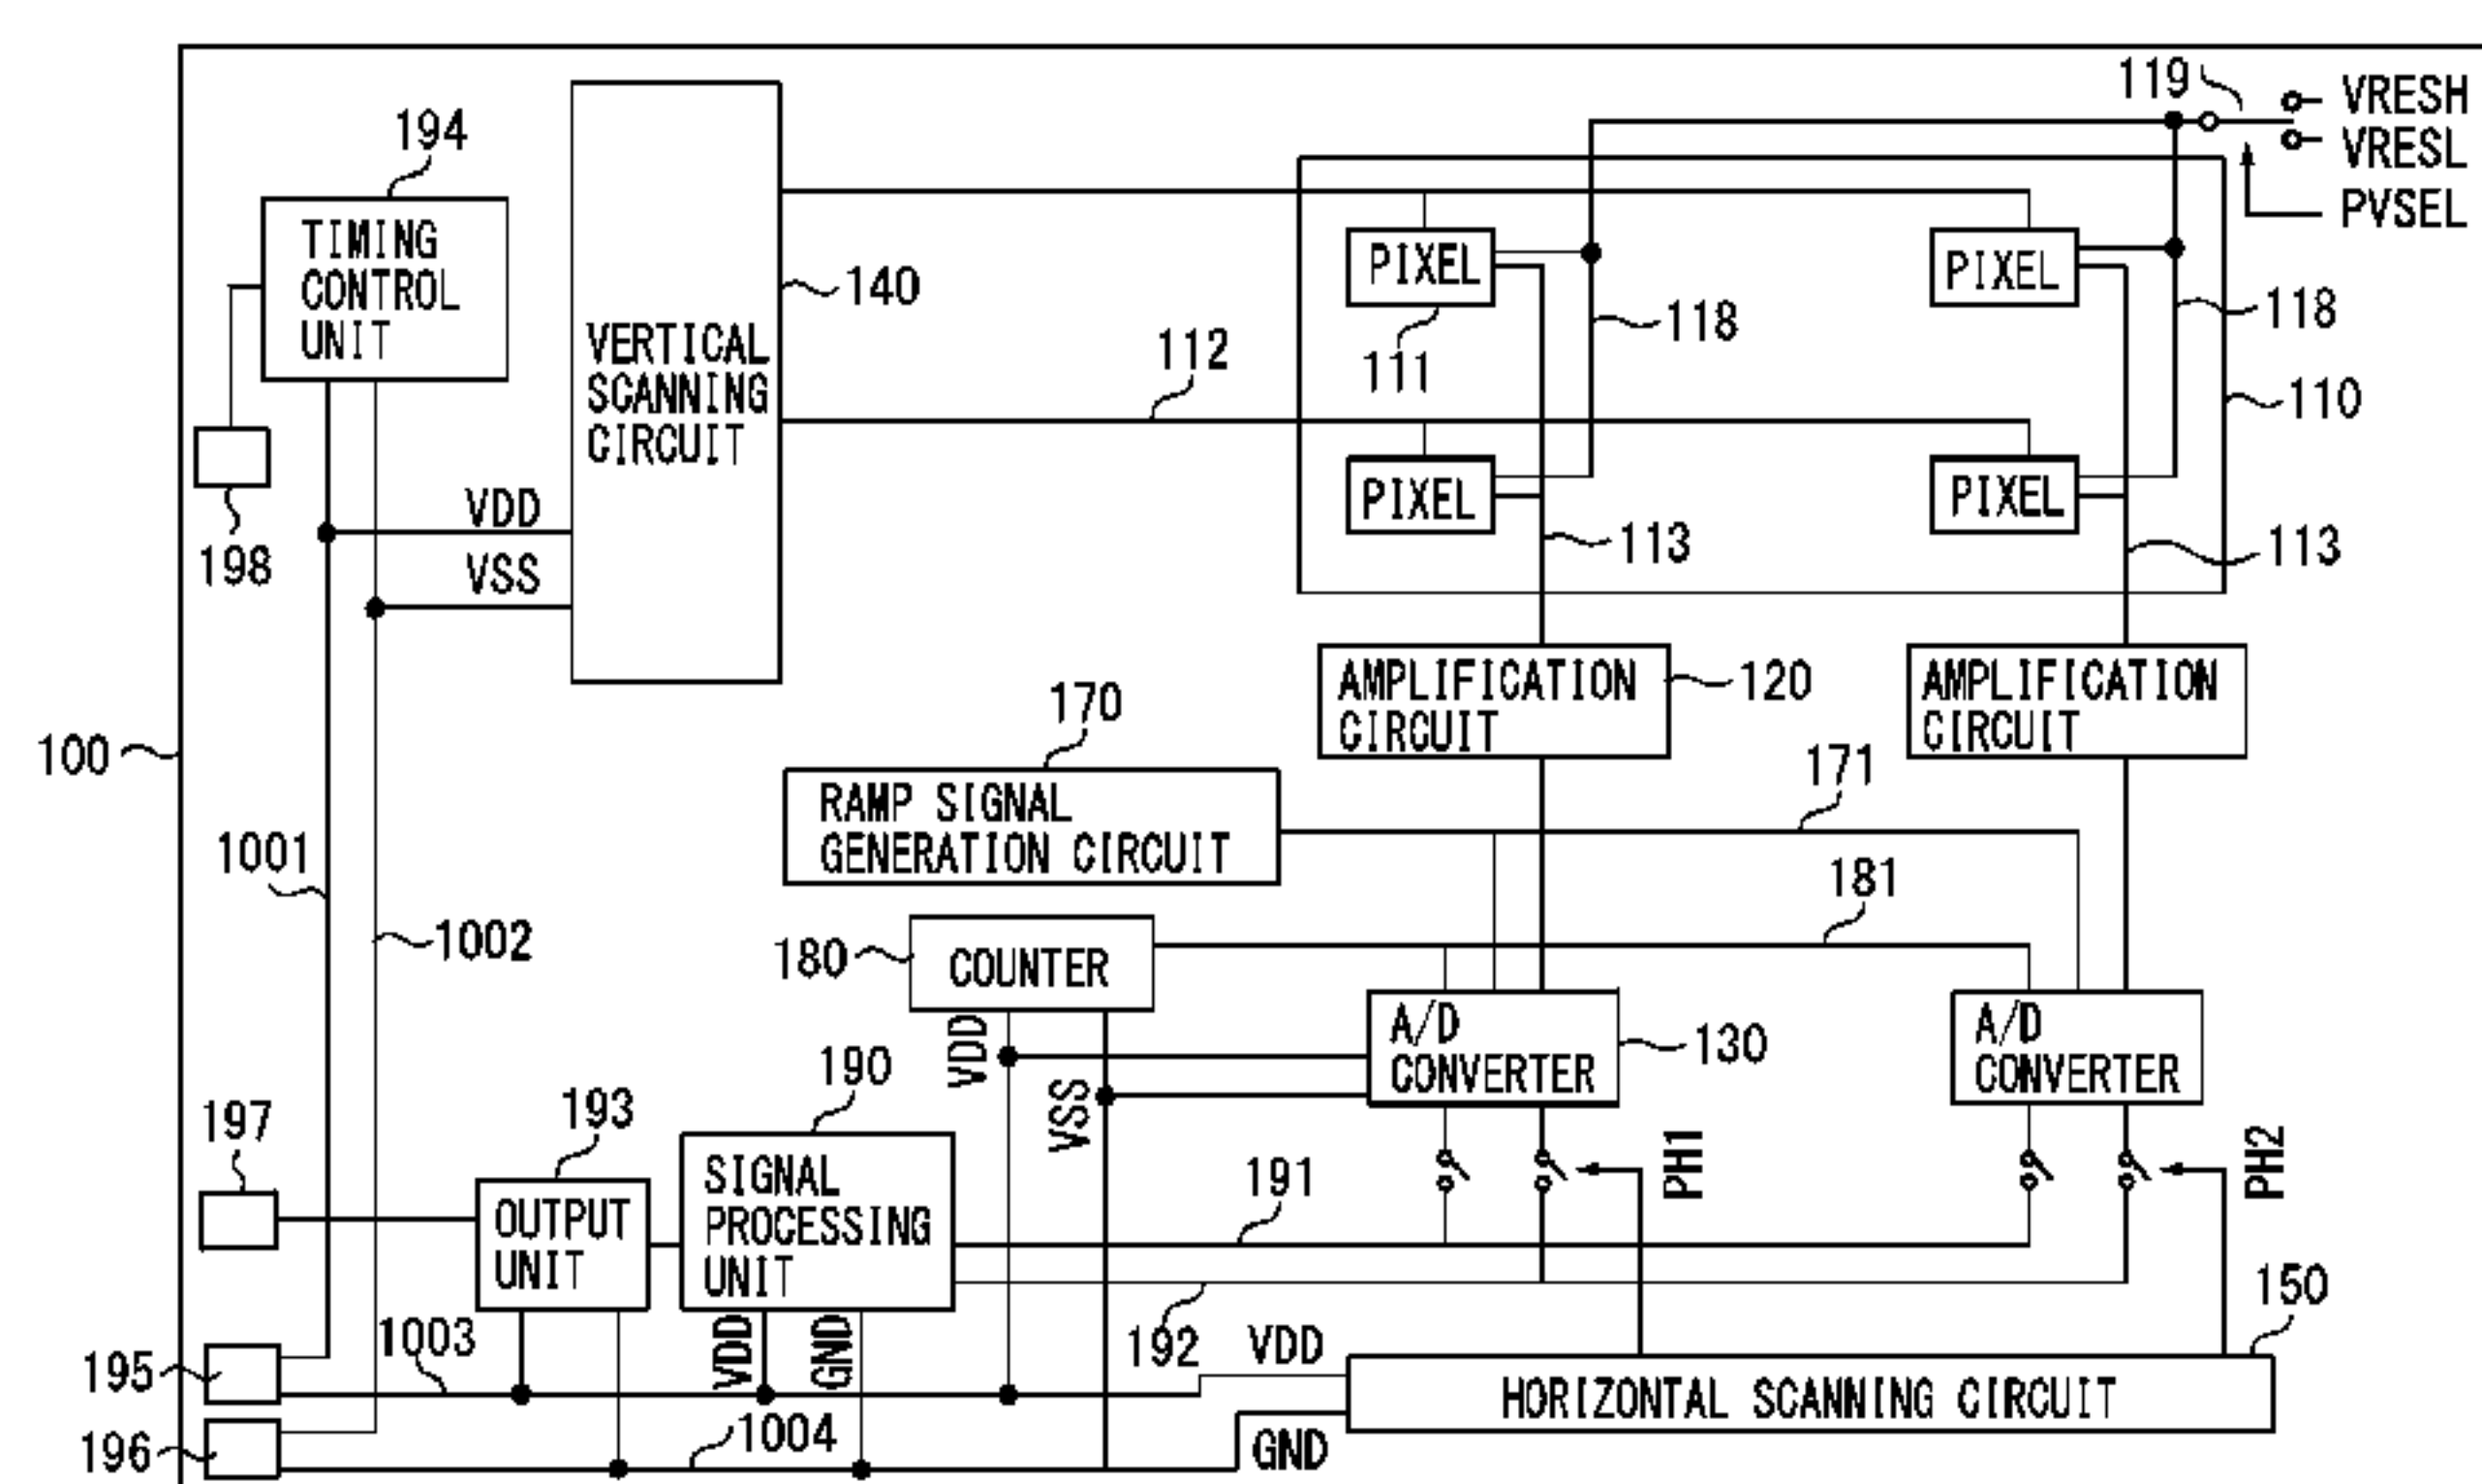 119
VRESH
VRESL
PVSEL
194
TIMING
CONTROL
UNIT
140
VERTICAL
SCANNING
CIRCUIT
PIXEL
PIXEL
111
118
118
112
110
198
VDD
VSS
PIXEL
PIXEL
113
113
AMPLIFICATION
CIRCUIT
120
AMPLIFICATION
CIRCUIT
100
170
RAMP SIGNAL
GENERATION CIRCUIT
171
1001
181
1002
180
COUNTER
A/D
CONVERTER
130
A/D
CONVERTER
VDD
VSS
190
193
197
OUTPUT
UNIT
SIGNAL
PROCESSING
UNIT
191
PH1
PH2
192
150
VDD
GND
1003
VDD
195
HORIZONTAL SCANNING CIRCUIT
196
1004
GND